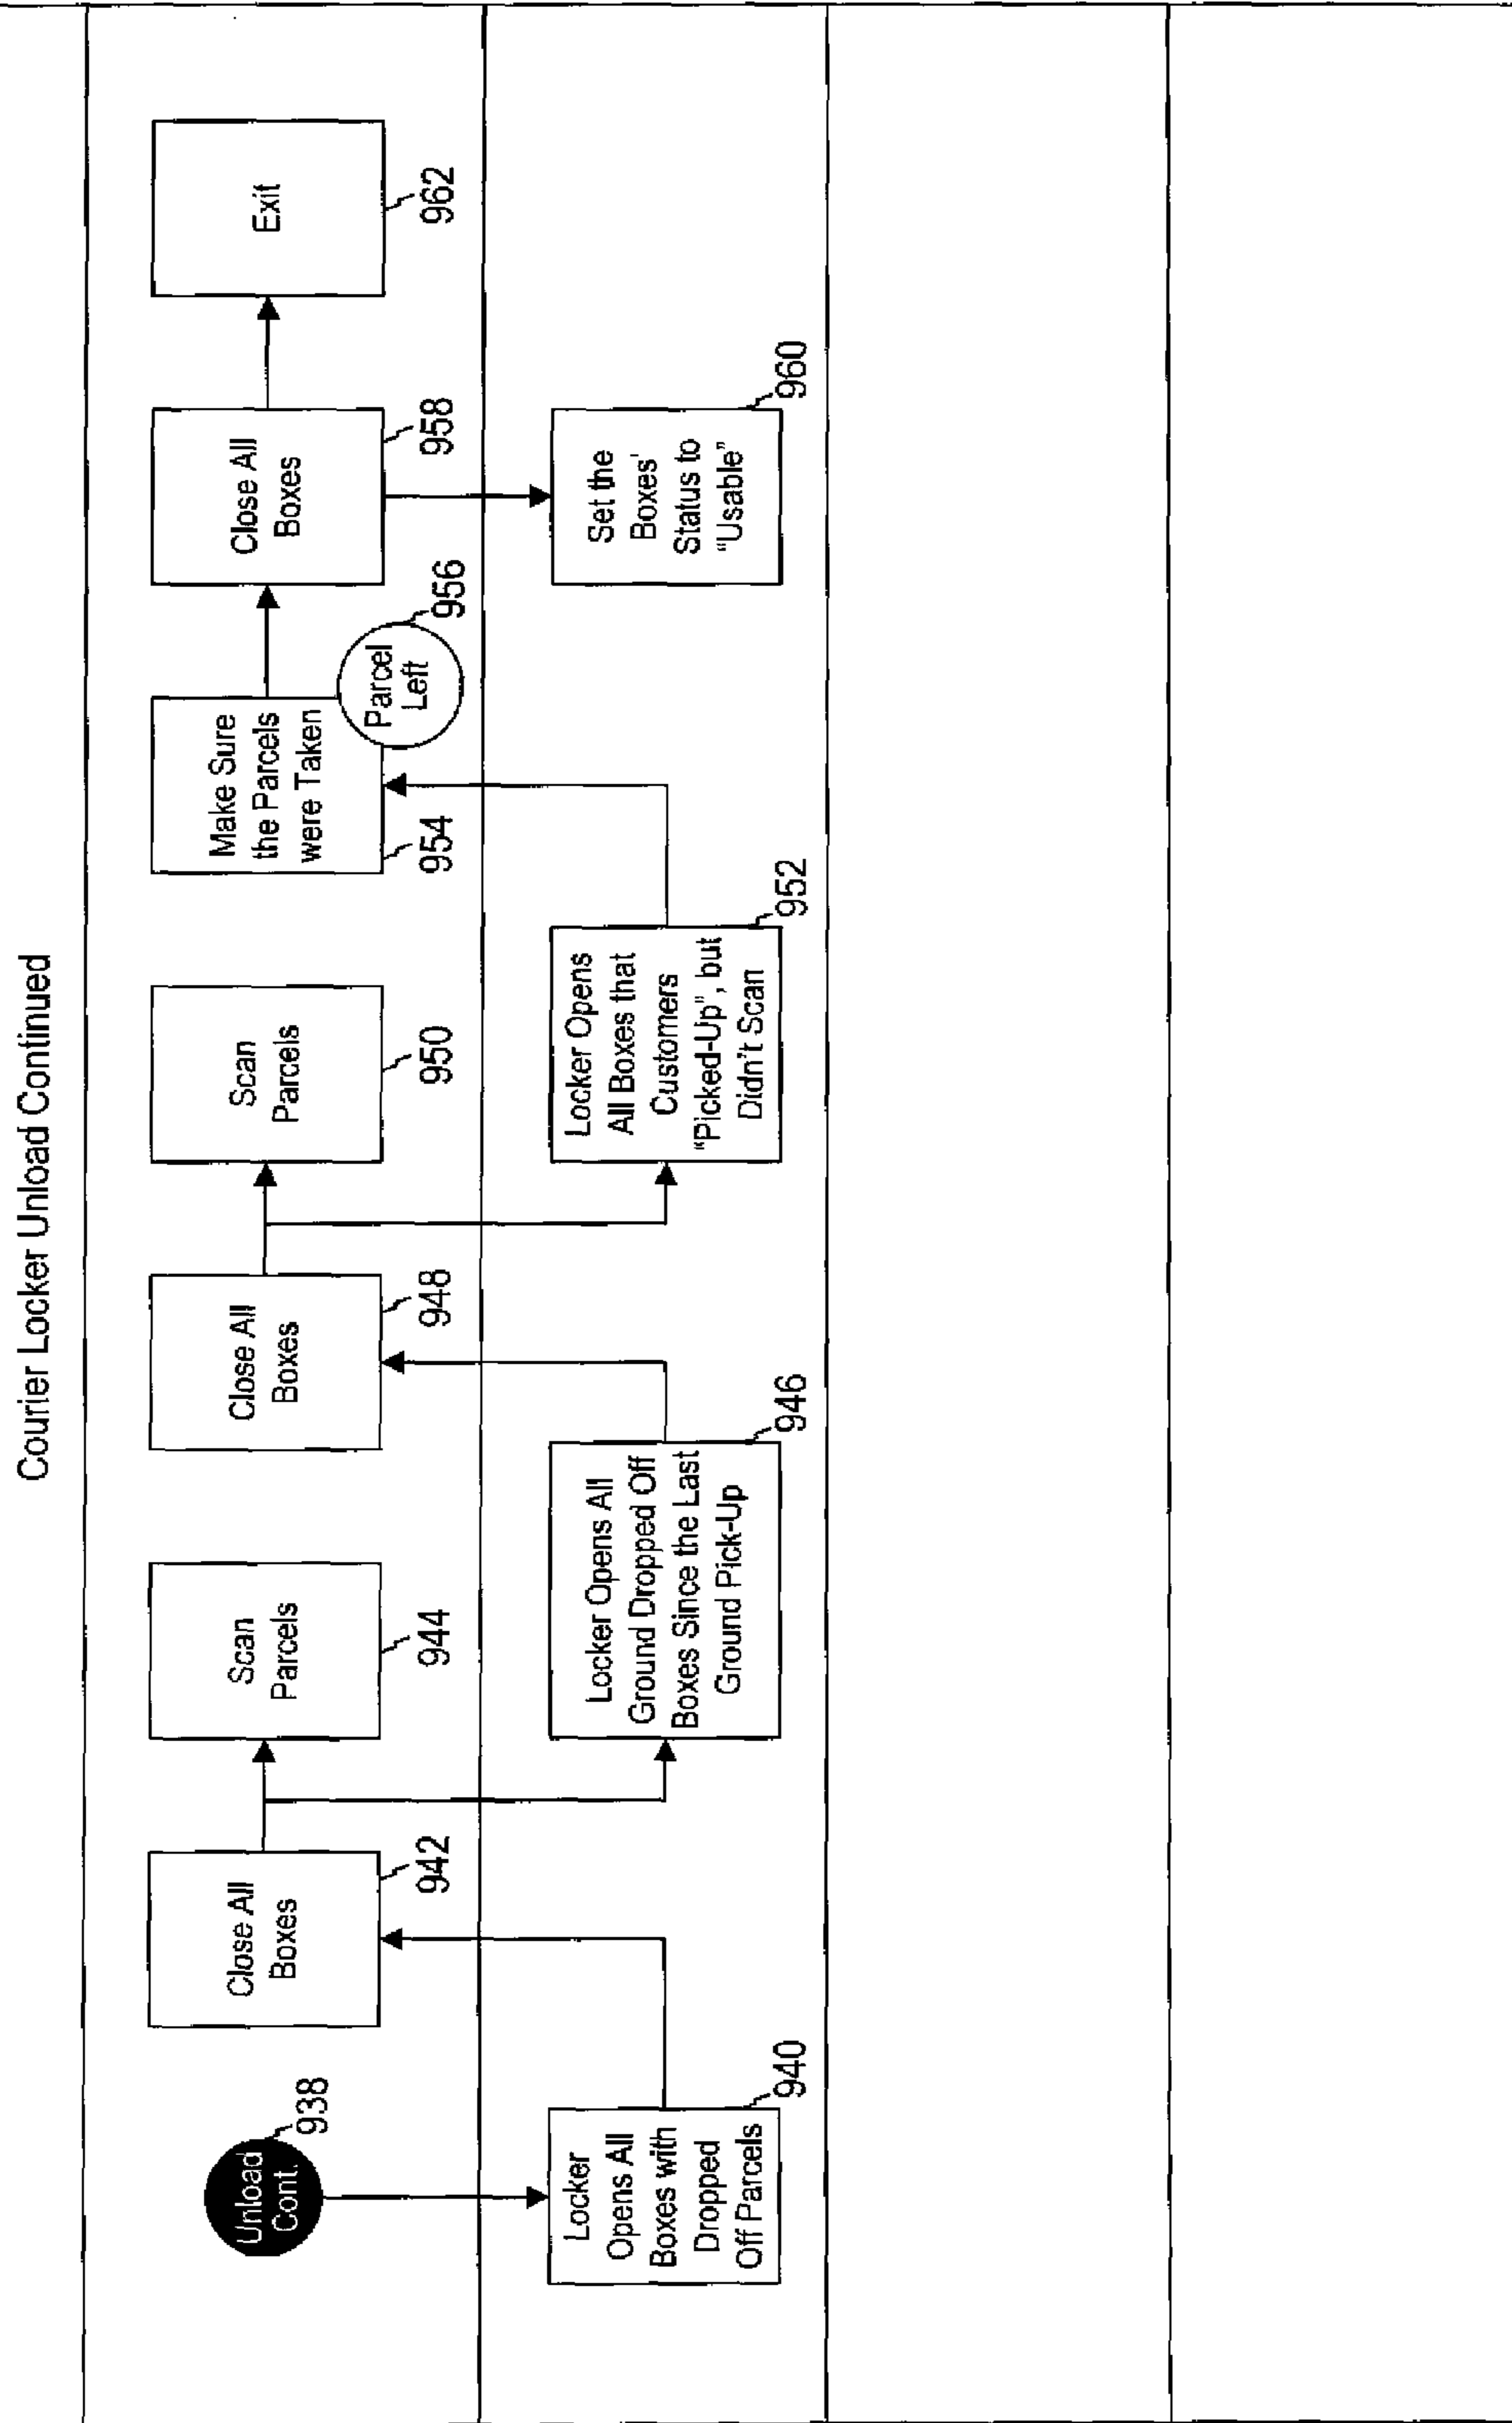 Courier Locker Unload Continued
Unload
Cont.
938
Locker
Opens All
Boxes with
Dropped
Off Parcels
940
Close All
Boxes
942
Scan
Parcels
944
Locker Opens All
Ground Dropped Off
Boxes Since the Last
Ground Pick-Up
946
Close All
Boxes
948
Scan
Parcels
950
Locker Opens
All Boxes that
Customers
"Picked-Up", but
Didn't Scan
952
Make Sure
the Parcels
were Taken
954
Parcel
Left
956
Close All
Boxes
958
Set the
Boxes'
Status to
"Usable"
960
Exit
962